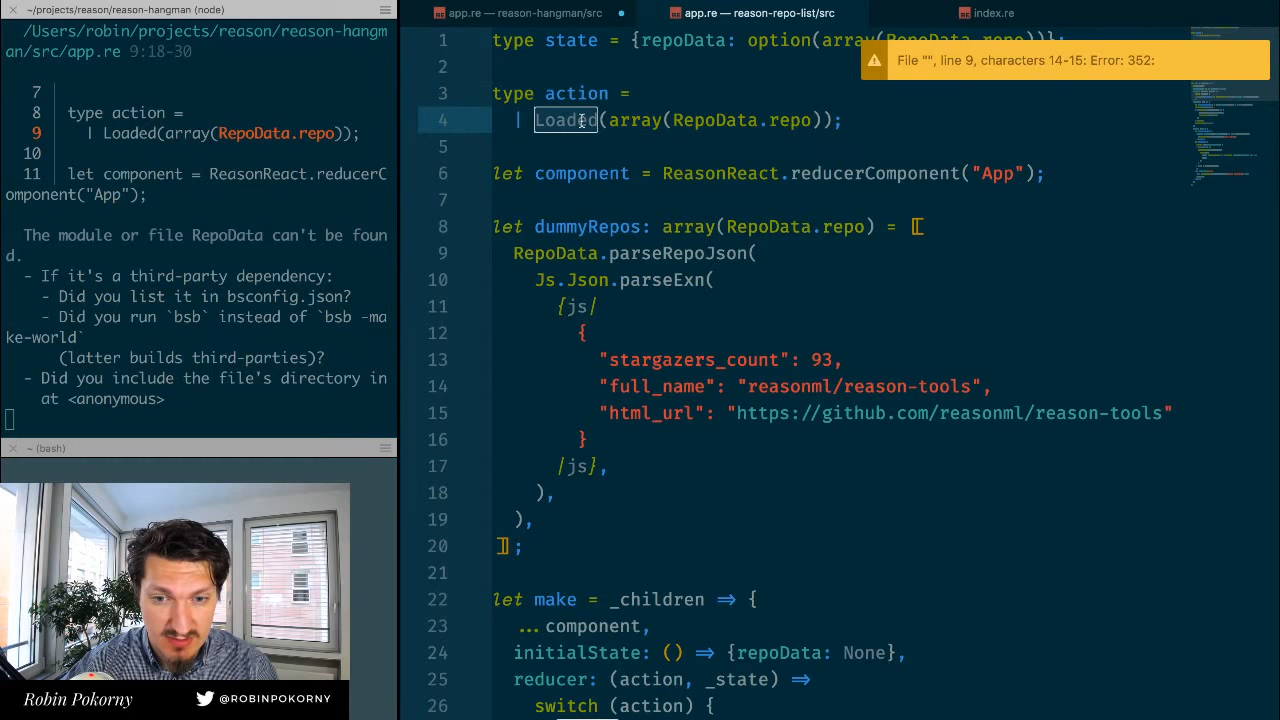 ~/projects/reason/reason-hangman (node)
/Users/robin/projects/reason/reason-hangm
an/src/app.re 9:18-30
7
8 type action =
9 | Loaded(array(RepoData.repo));
10
11 let component = ReasonReact.reducerC
omponent("App");
The module or file RepoData can't be foun
d.
- If it's a third-party dependency:
- Did you list it in bsconfig.json?
- Did you run `bsb` instead of `bsb -ma
ke-world`
(latter builds third-parties)?
- Did you include the file's directory in
at <anonymous>
~ (bash)
Robin Pokorny
@ROBINPOKORNY
app.re — reason-hangman/src
app.re — reason-repo-list/src
index.re
File "", line 9, characters 14-15: Error: 352:
1 type state = {repoData: option(array(RepoData.repo))};
2
3 type action =
4 | Loaded(array(RepoData.repo));
5
6 let component = ReasonReact.reducerComponent("App");
7
8 let dummyRepos: array(RepoData.repo) = [|
9 RepoData.parseRepoJson(
10 Js.Json.parseExn(
11 {js|
12 {
13 "stargazers_count": 93,
14 "full_name": "reasonml/reason-tools",
15 "html_url": "https://github.com/reasonml/reason-tools"
16 }
17 |js},
18 ),
19 ),
20 |];
21
22 let make = _children => {
23 ...component,
24 initialState: () => {repoData: None},
25 reducer: (action, _state) =>
26 switch (action) {